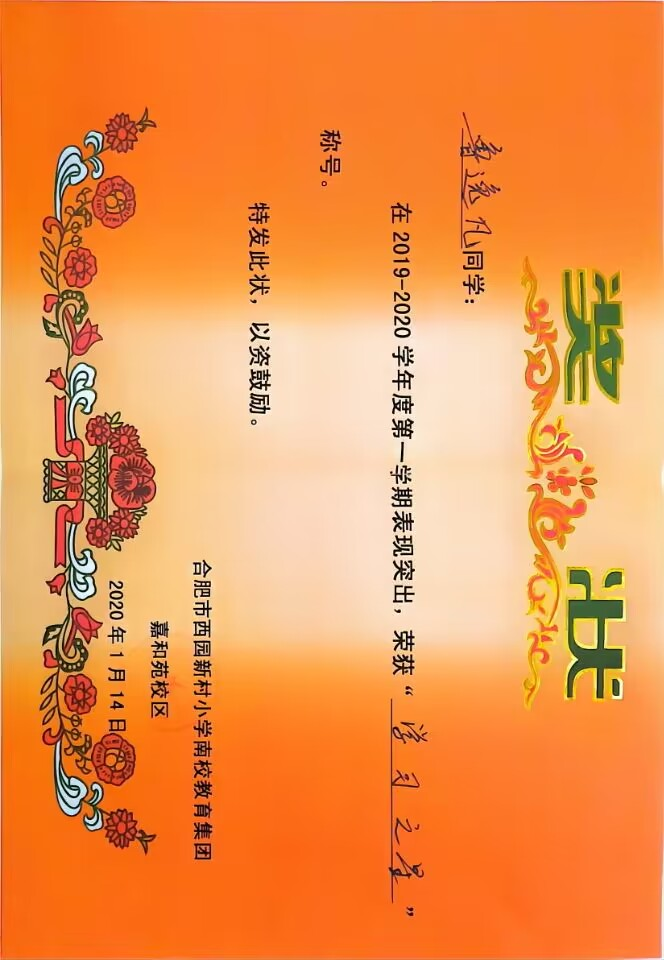 奖状
鲁逸凡同学：
在 2019-2020 学年度第一学期表现突出，荣获“学习之星”
称号。
特发此状，以资鼓励。
合肥市西园新村小学南校教育集团
嘉和苑校区
2020 年 1 月 14 日